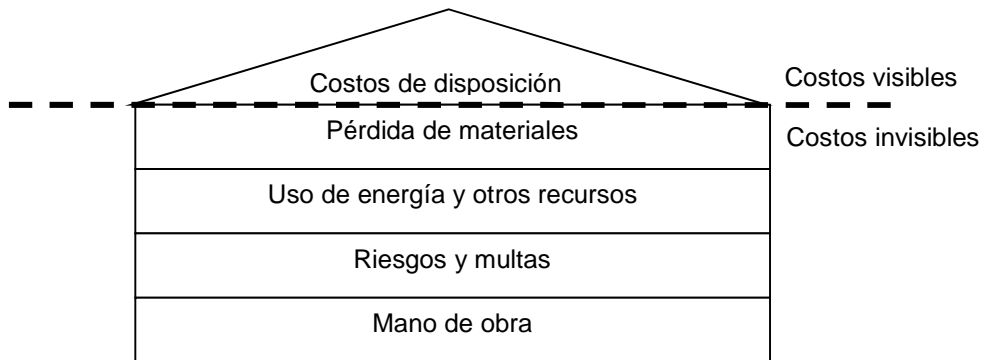 Costos de disposición
Costos visibles
Pérdida de materiales
Costos invisibles
Uso de energía y otros recursos
Riesgos y multas
Mano de obra